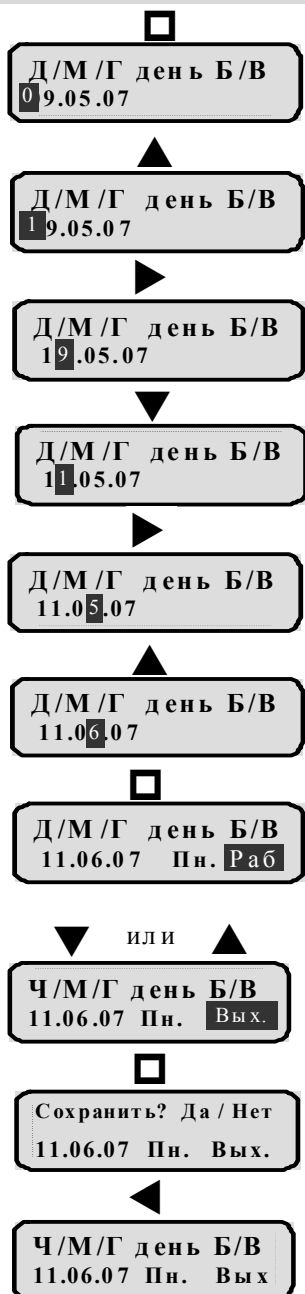 Д/М/Г день Б/В
09.05.07
Д/М/Г день Б/В
19.05.07
Д/М/Г день Б/В
19.05.07
Д/М/Г день Б/В
11.05.07
Д/М/Г день Б/В
11.05.07
Д/М/Г день Б/В
11.06.07
Д/М/Г день Б/В
11.06.07 Пн. Раб
или
Ч/М/Г день Б/В
11.06.07 Пн. Вых.
Сохранить? Да / Нет
11.06.07 Пн. Вых.
Ч/М/Г день Б/В
11.06.07 Пн. Вых